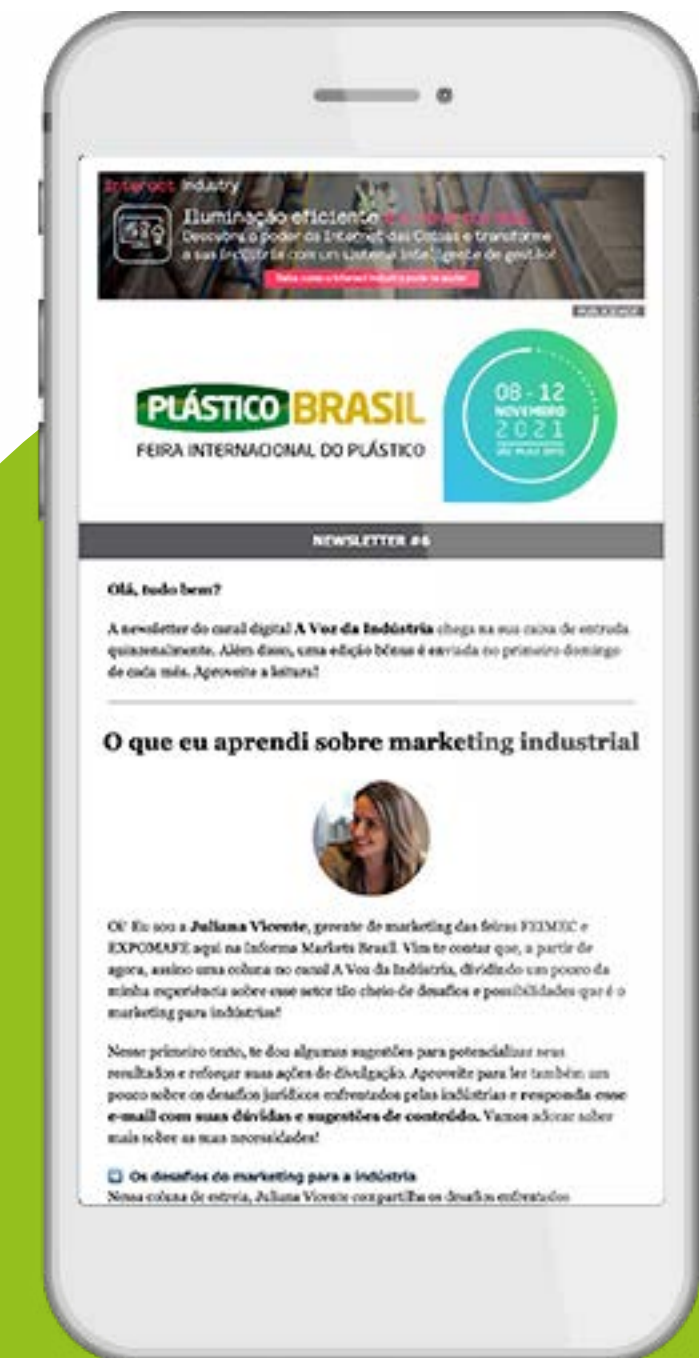 Interact Industry
Iluminação eficiente
Descubra o poder da Internet das Coisas e transforme
a sua indústria com um sistema inteligente de gestão!
PUBLICIDADE
PLÁSTICO BRASIL
FEIRA INTERNACIONAL DO PLÁSTICO
08 - 12
NOVEMBRO
2021
SÃO PAULO EXPO
NEWSLETTER #6
Olá, tudo bem?
A newsletter do canal digital A Voz da Indústria chega na sua caixa de entrada
quinzenalmente. Além disso, uma edição bônus é enviada no primeiro domingo
de cada mês. Aproveite a leitura!
O que eu aprendi sobre marketing industrial
Oi! Eu sou a Juliana Vicente, gerente de marketing das feiras FEIMEC e
EXPOMAFE aqui na Informa Markets Brasil. Vim te contar que, a partir de
agora, assino uma coluna no canal A Voz da Indústria, dividindo um pouco da
minha experiência sobre esse setor tão cheio de desafios e possibilidades que é o
marketing para indústrias!
Nesse primeiro texto, te dou algumas sugestões para potencializar seus
resultados e reforçar suas ações de divulgação. Aproveite para ler também um
pouco sobre os desafios jurídicos enfrentados pelas indústrias e responda esse
e-mail com suas dúvidas e sugestões de conteúdo. Vamos adorar saber
mais sobre as suas necessidades!
Os desafios do marketing para a indústria
Nessa coluna de estreia, Juliana Vicente compartilha os desafios enfrentados